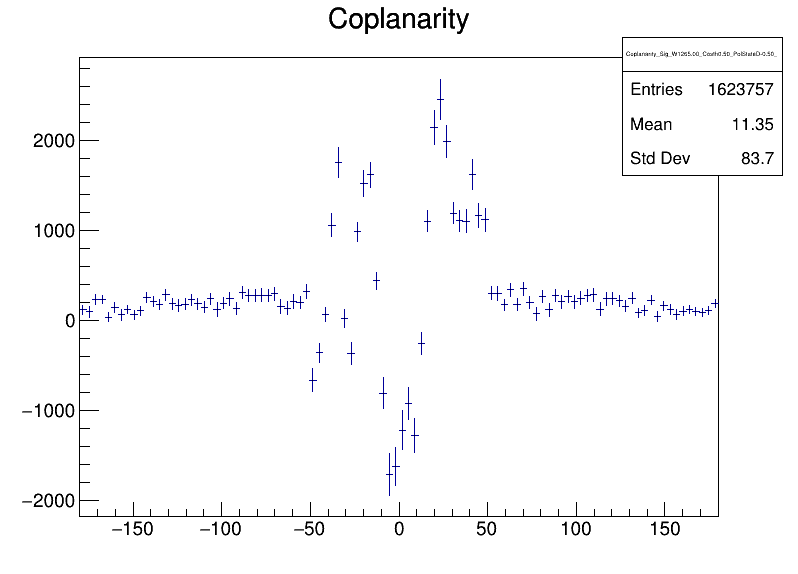 Coplanarity
Coplanarity_Sig_W1265.00_Costh0.50_PolStateD-0.50_
Entries 1623757
Mean 11.35
Std Dev 83.7
2000
1000
0
−1000
−2000
−150 −100 −50 0 50 100 150